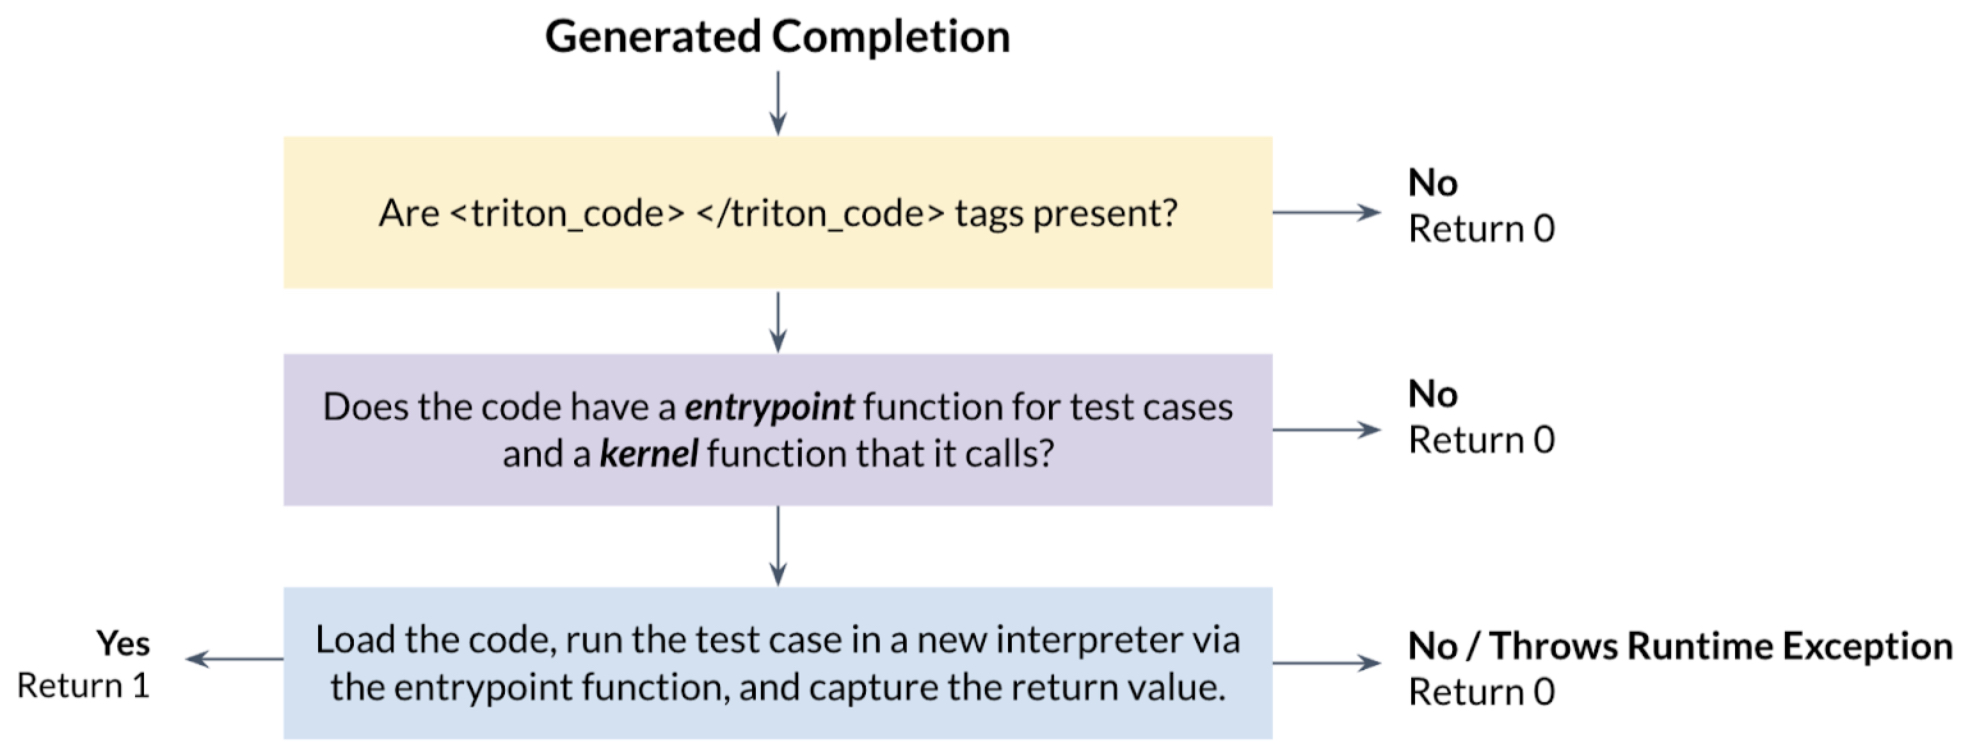 Generated Completion
Are <triton_code> </triton_code> tags present?
No
Return 0
Does the code have a entrypoint function for test cases
and a kernel function that it calls?
No
Return 0
Yes
Return 1
Load the code, run the test case in a new interpreter via
the entrypoint function, and capture the return value.
No / Throws Runtime Exception
Return 0